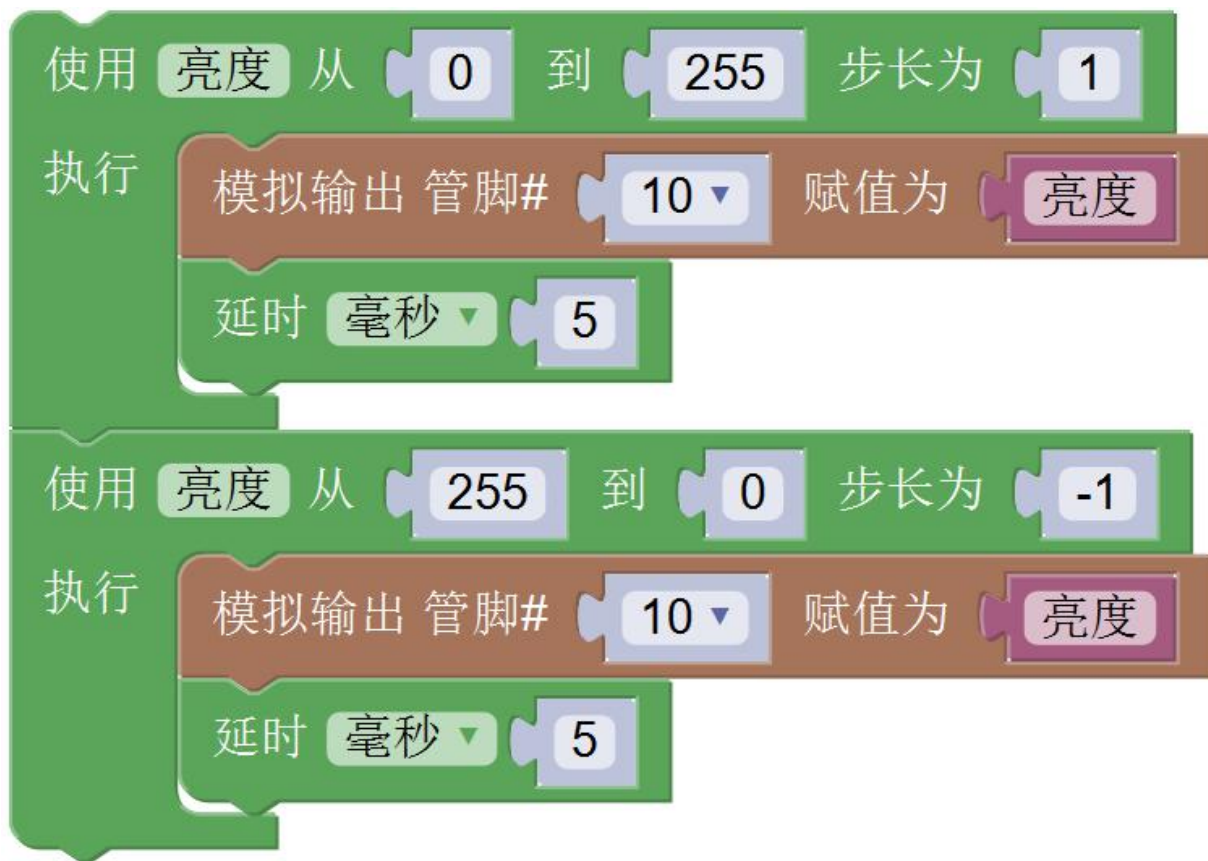 使用 亮度 从 0 到 255 步长为 1
执行 模拟输出 管脚# 10 赋值为 亮度
延时 毫秒 5
使用 亮度 从 255 到 0 步长为 -1
执行 模拟输出 管脚# 10 赋值为 亮度
延时 毫秒 5